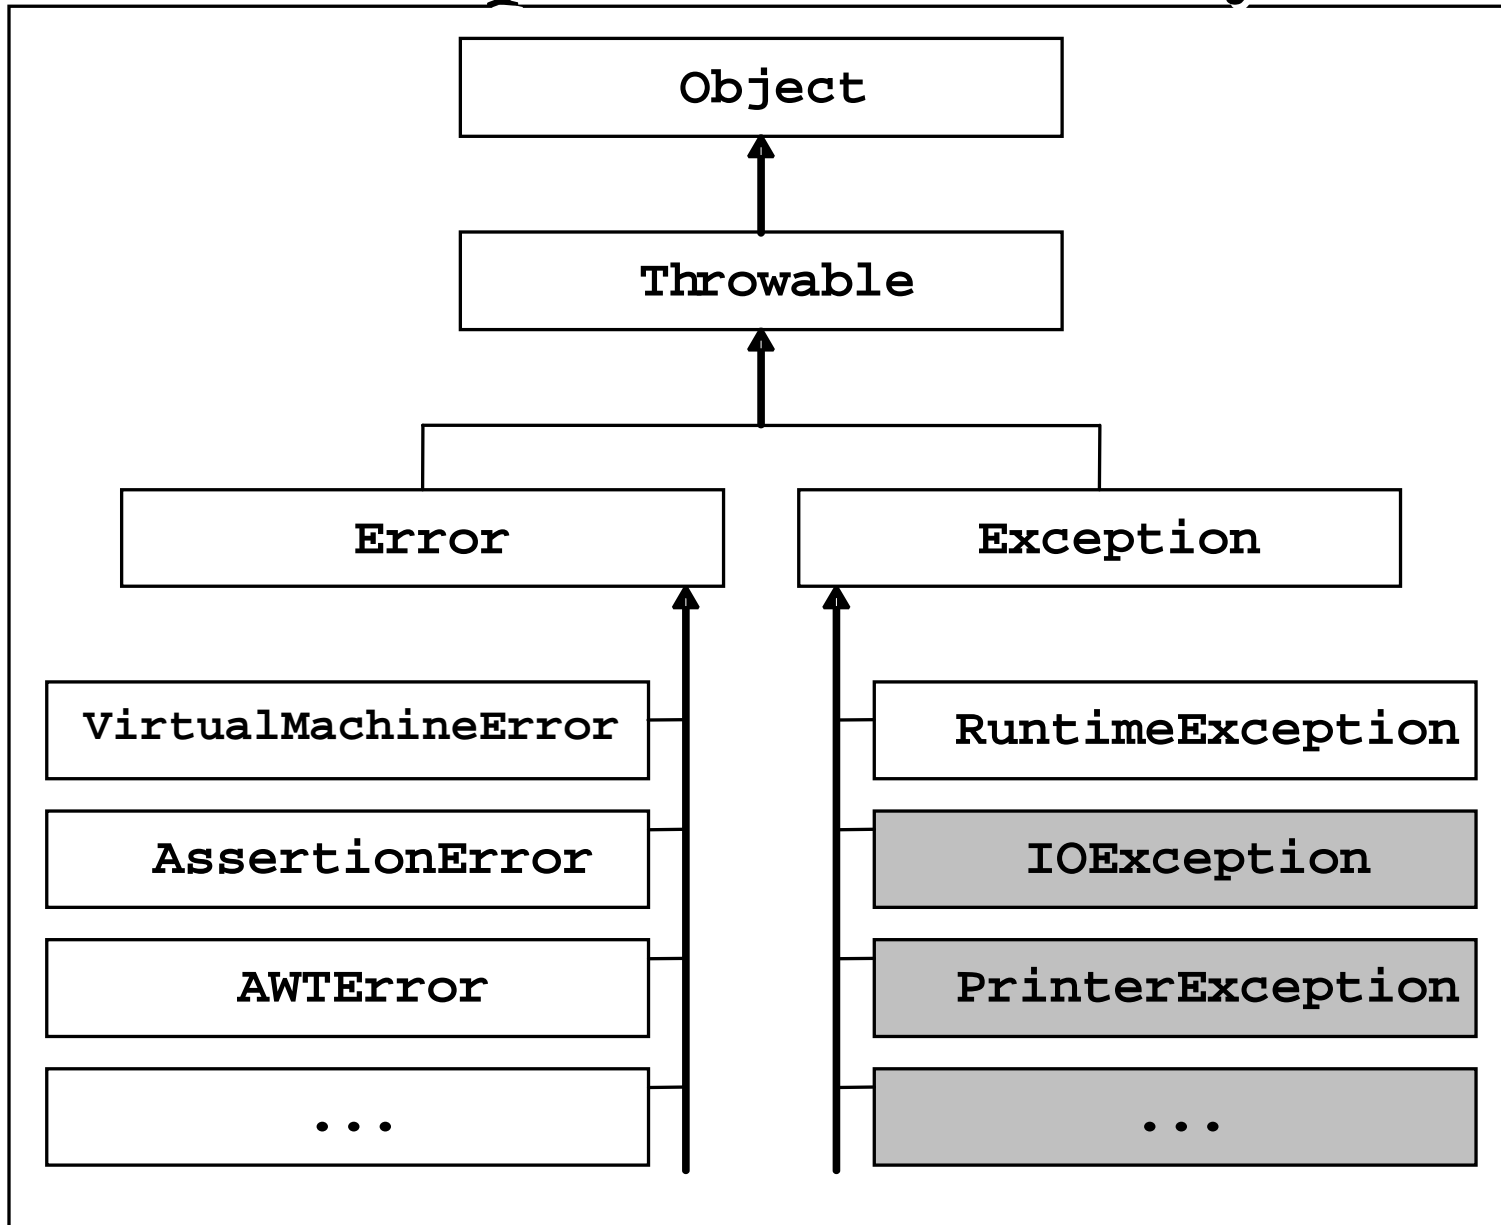 Object
Throwable
Error
Exception
VirtualMachineError
RuntimeException
AssertionError
IOException
AWTError
PrinterException
...
...